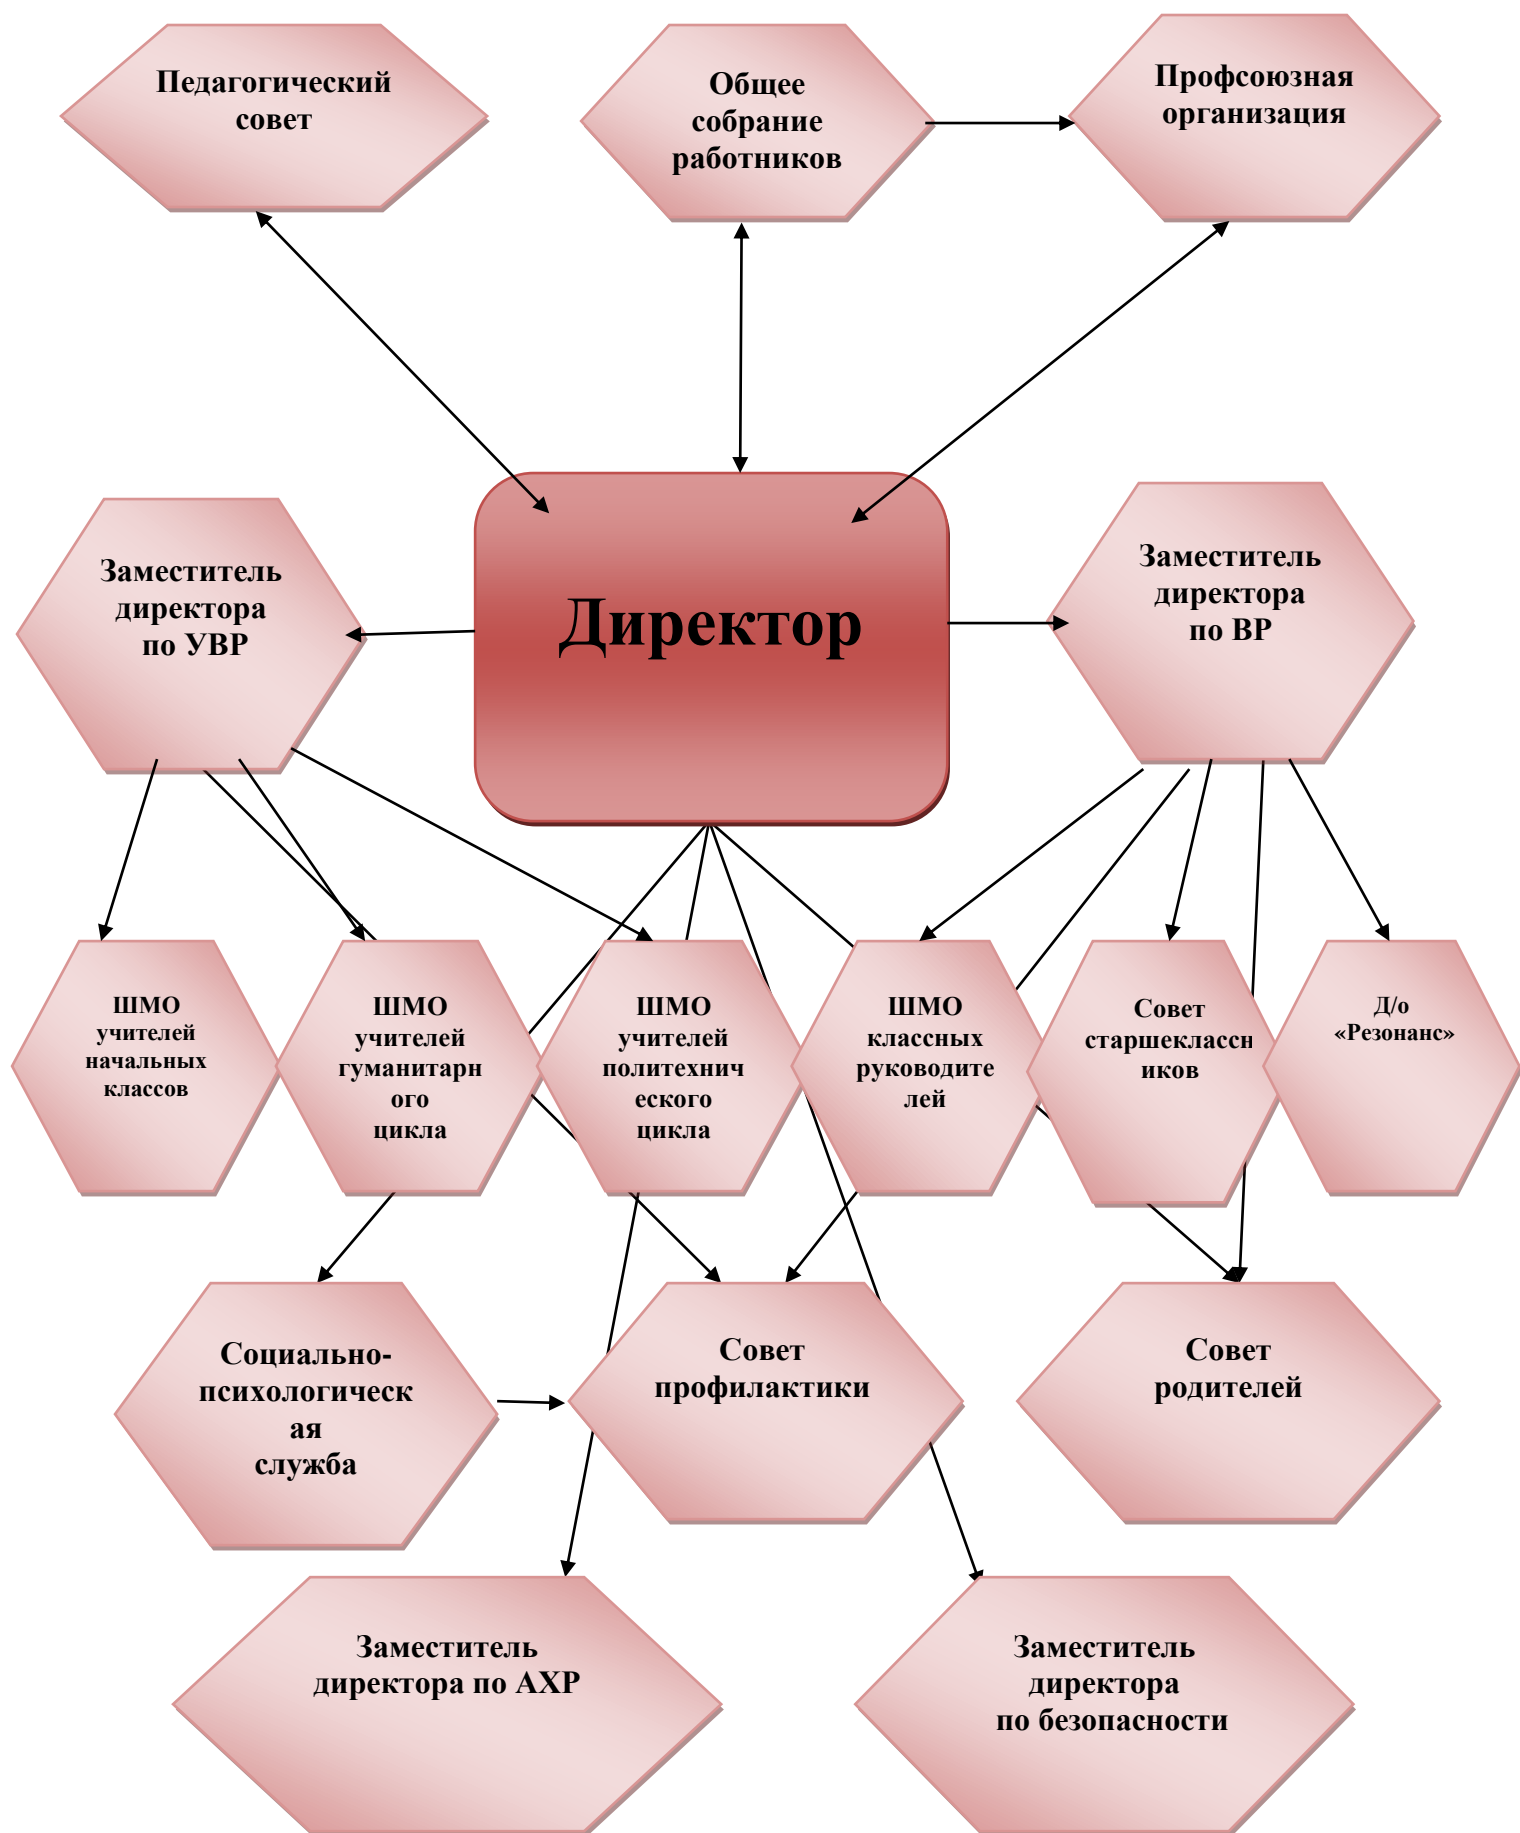 Педагогический
совет
Общее
собрание
работников
Профсоюзная
организация
Заместитель
директора
по УВР
Директор
Заместитель
директора
по ВР
ШМО
учителей
начальных
классов
ШМО
учителей
гуманитарн
ого
цикла
ШМО
учителей
политехнич
еского
цикла
ШМО
классных
руководите
лей
Совет
старшеклассн
иков
Д/о
«Резонанс»
Социально-
психологическ
ая
служба
Совет
профилактики
Совет
родителей
Заместитель
директора по АХР
Заместитель
директора
по безопасности